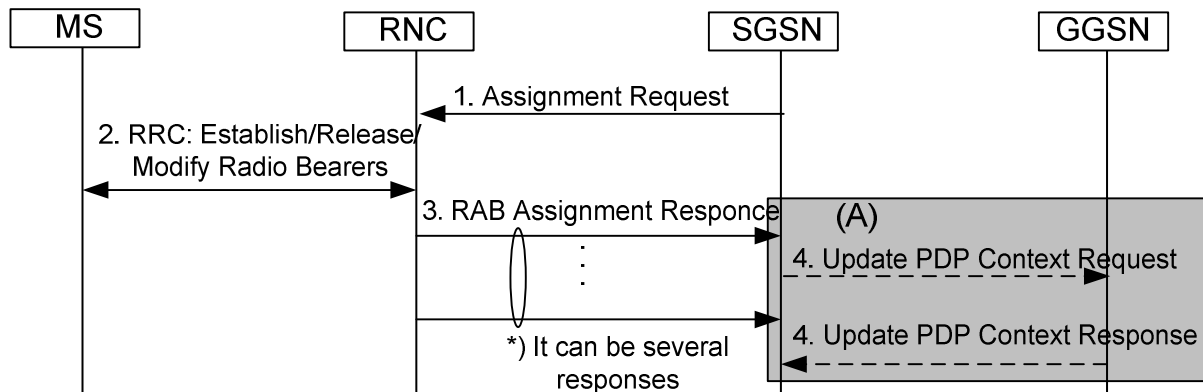 MS
RNC
SGSN
GGSN
1. Assignment Request
2. RRC: Establish/Release/
Modify Radio Bearers
3. RAB Assignment Responce
(A)
4. Update PDP Context Request
4. Update PDP Context Response
*) It can be several
responses